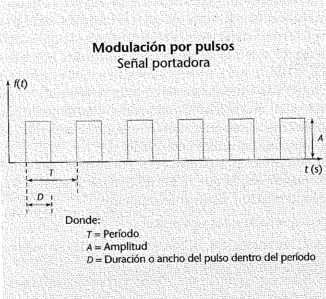 Modulación por pulsos
Señal portadora
f(t)
A
T
t (s)
D
Donde:
T = Período
A = Amplitud
D = Duración o ancho del pulso dentro del período